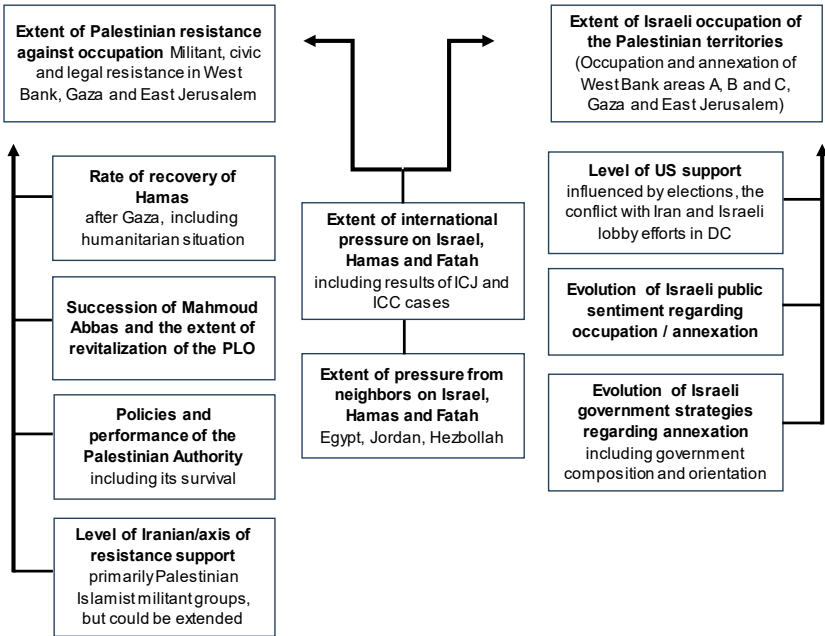 Extent of Palestinian resistance
against occupation Militant, civic
and legal resistance in West
Bank, Gaza and East Jerusalem
Extent of Israeli occupation of
the Palestinian territories
(Occupation and annexation of
West Bank areas A, B and C,
Gaza and East Jerusalem)
Rate of recovery of
Hamas
after Gaza, including
humanitarian situation
Succession of Mahmoud
Abbas and the extent of
revitalization of the PLO
Policies and
performance of the
Palestinian Authority
including its survival
Level of Iranian/axis of
resistance support
primarily Palestinian
Islamist militant groups,
but could be extended
Extent of international
pressure on Israel,
Hamas and Fatah
including results of ICJ and
ICC cases
Extent of pressure from
neighbors on Israel,
Hamas and Fatah
Egypt, Jordan, Hezbollah
Level of US support
influenced by elections, the
conflict with Iran and Israeli
lobby efforts in DC
Evolution of Israeli public
sentiment regarding
occupation / annexation
Evolution of Israeli
government strategies
regarding annexation
including government
composition and orientation